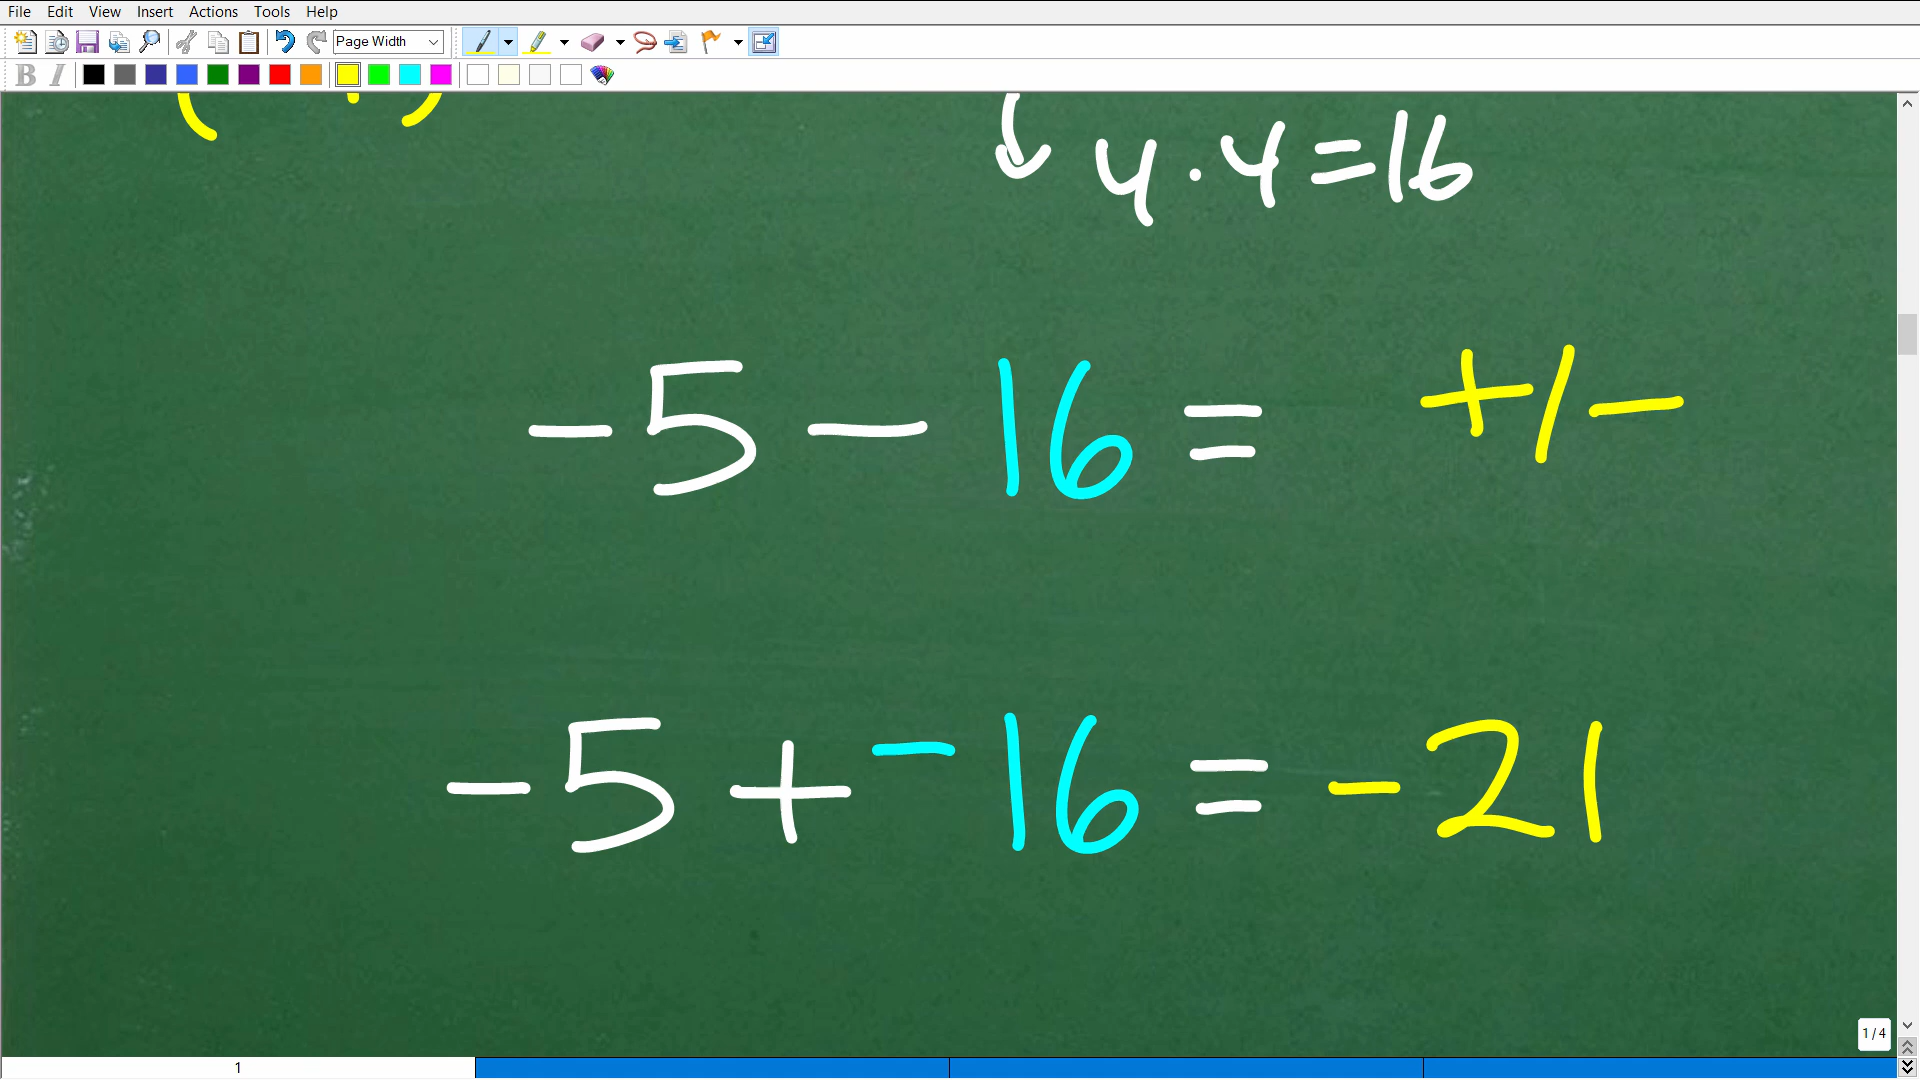 File Edit View Insert Actions Tools Help
Page Width
B I
4 · 4 = 16
-5 - 16 = +/-
-5 + -16 = -21
1 / 4
1